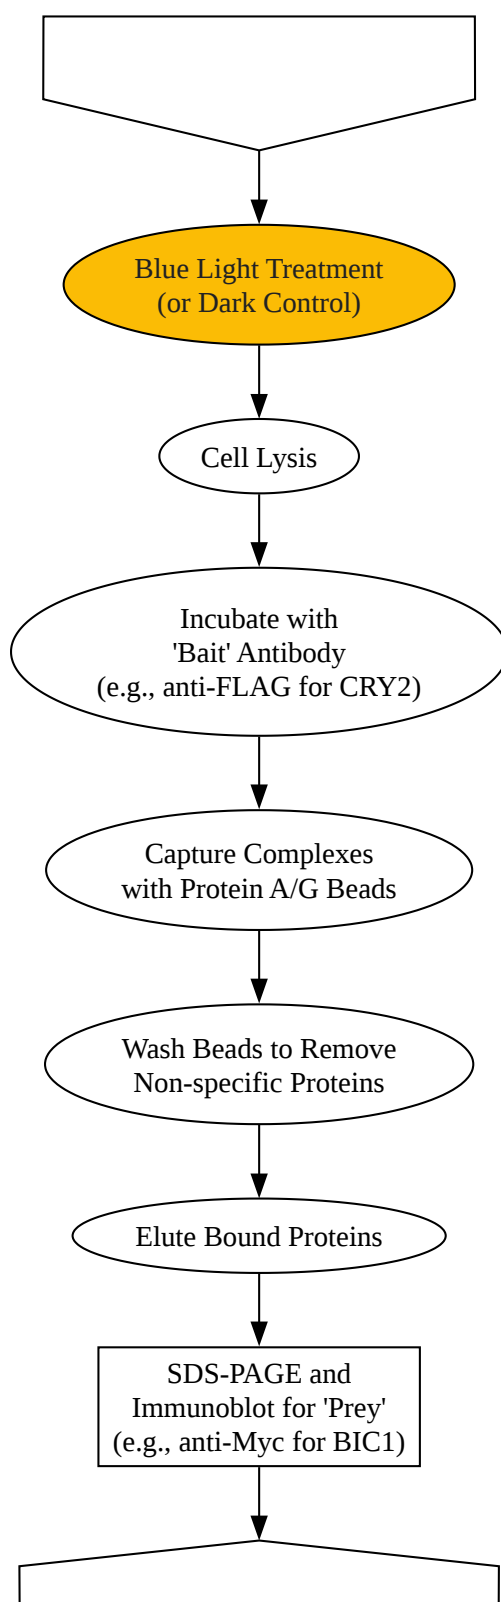 Blue Light Treatment
(or Dark Control)
Cell Lysis
Incubate with
'Bait' Antibody
(e.g., anti-FLAG for CRY2)
Capture Complexes
with Protein A/G Beads
Wash Beads to Remove
Non-specific Proteins
Elute Bound Proteins
SDS-PAGE and
Immunoblot for 'Prey'
(e.g., anti-Myc for BIC1)